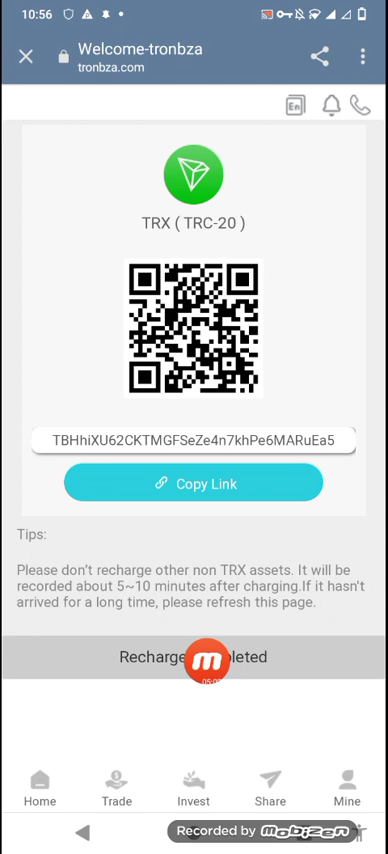 10:56
Welcome-tronbza
tronbza.com
En
TRX ( TRC-20 )
TBHhiXU62CKTMGFSeZe4n7khPe6MARuEa5
Copy Link
Tips:
Please don't recharge other non TRX assets. It will be
recorded about 5~10 minutes after charging.If it hasn't
arrived for a long time, please refresh this page.
Recharge leted
Home Trade Invest Share Mine
Recorded by mobizen